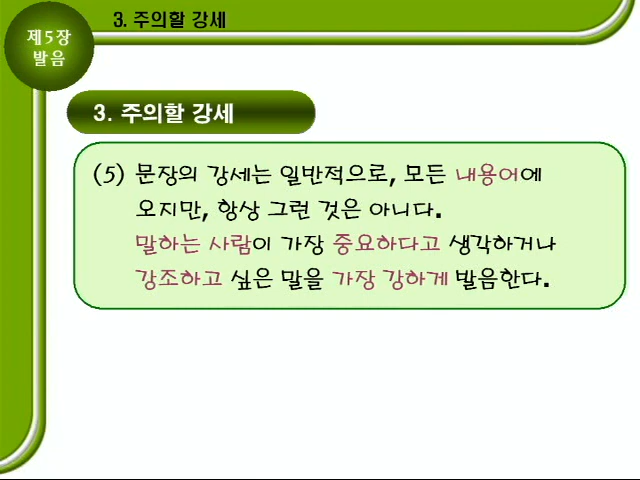 3. 주의할 강세
제5장
발음
3. 주의할 강세
(5) 문장의 강세는 일반적으로, 모든 내용어에
오지만, 항상 그런 것은 아니다.
말하는 사람이 가장 중요하다고 생각하거나
강조하고 싶은 말을 가장 강하게 발음한다.